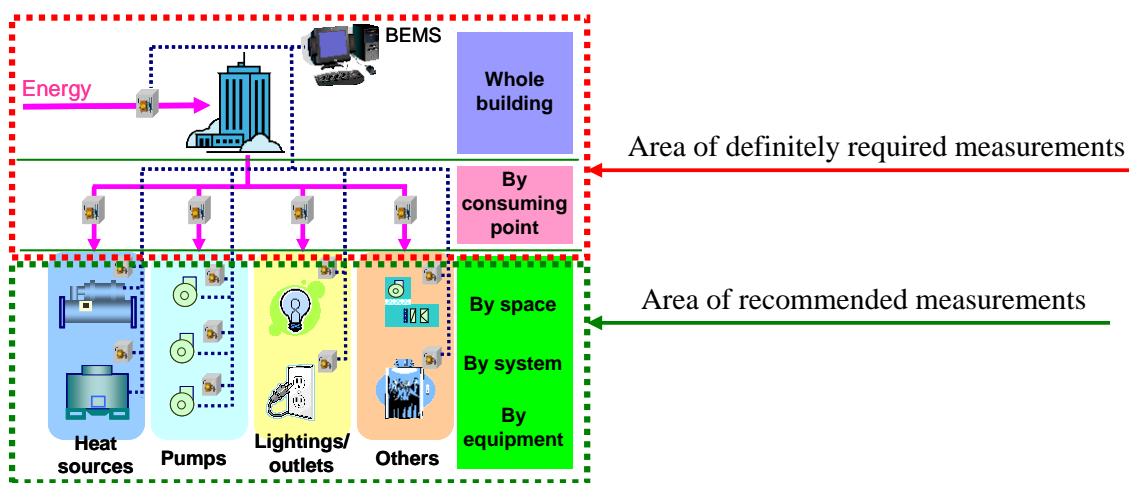 BEMS
Energy
Whole
building
Area of definitely required measurements
By
consuming
point
By space
Area of recommended measurements
By system
By
equipment
Heat
sources
Pumps
Lightings/
outlets
Others